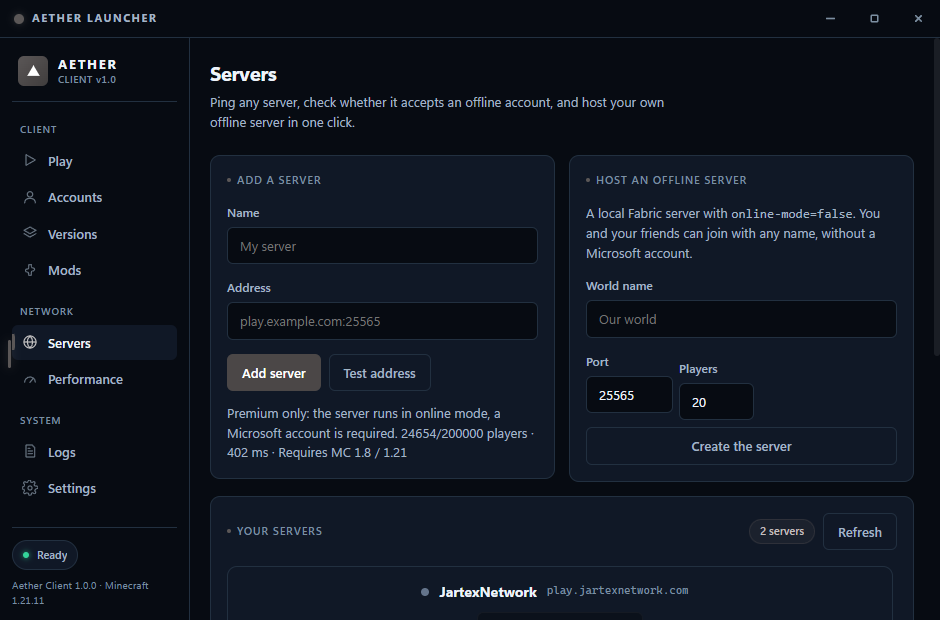 AETHER LAUNCHER
AETHER
CLIENT v1.0
CLIENT
Play
Accounts
Versions
Mods
NETWORK
Servers
Performance
SYSTEM
Logs
Settings
Ready
Aether Client 1.0.0 · Minecraft
1.21.11
Servers
Ping any server, check whether it accepts an offline account, and host your own
offline server in one click.
ADD A SERVER
Name
My server
Address
play.example.com:25565
Add server
Test address
Premium only: the server runs in online mode, a
Microsoft account is required. 24654/200000 players ·
402 ms · Requires MC 1.8 / 1.21
HOST AN OFFLINE SERVER
A local Fabric server with online-mode=false. You
and your friends can join with any name, without a
Microsoft account.
World name
Our world
Port
Players
25565
20
Create the server
YOUR SERVERS
2 servers
Refresh
JartexNetwork play.jartexnetwork.com